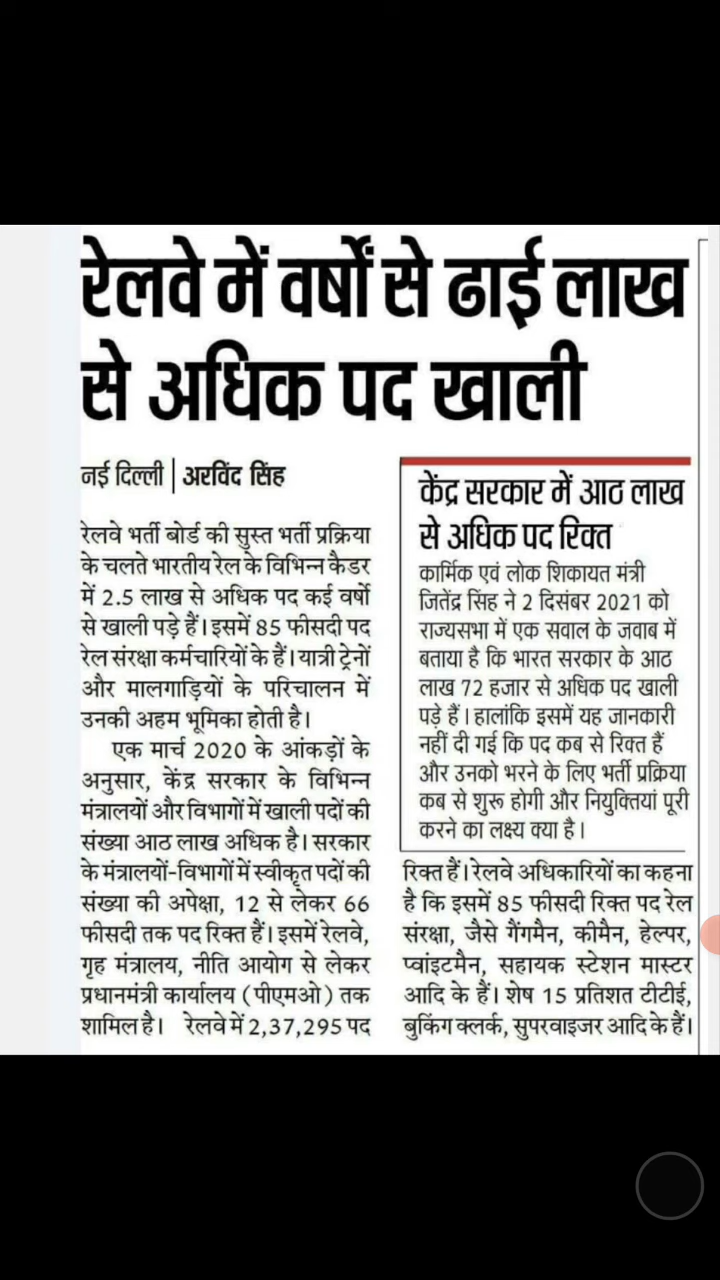 रेलवे में वर्षों से ढाई लाख
से अधिक पद खाली
नई दिल्ली | अरविंद सिंह
रेलवे भर्ती बोर्ड की सुस्त भर्ती प्रक्रिया
के चलते भारतीय रेल के विभिन्न कैडर
में 2.5 लाख से अधिक पद कई वर्षो
से खाली पड़े हैं। इसमें 85 फीसदी पद
रेल संरक्षा कर्मचारियों के हैं। यात्री ट्रेनों
और मालगाड़ियों के परिचालन में
उनकी अहम भूमिका होती है।
एक मार्च 2020 के आंकड़ों के
अनुसार, केंद्र सरकार के विभिन्न
मंत्रालयों और विभागों में खाली पदों की
संख्या आठ लाख अधिक है। सरकार
के मंत्रालयों-विभागों में स्वीकृत पदों की
संख्या की अपेक्षा, 12 से लेकर 66
फीसदी तक पद रिक्त हैं। इसमें रेलवे,
गृह मंत्रालय, नीति आयोग से लेकर
प्रधानमंत्री कार्यालय (पीएमओ) तक
शामिल है। रेलवे में 2,37,295 पद
केंद्र सरकार में आठ लाख
से अधिक पद रिक्त
कार्मिक एवं लोक शिकायत मंत्री
जितेंद्र सिंह ने 2 दिसंबर 2021 को
राज्यसभा में एक सवाल के जवाब में
बताया है कि भारत सरकार के आठ
लाख 72 हजार से अधिक पद खाली
पड़े हैं। हालांकि इसमें यह जानकारी
नहीं दी गई कि पद कब से रिक्त हैं
और उनको भरने के लिए भर्ती प्रक्रिया
कब से शुरू होगी और नियुक्तियां पूरी
करने का लक्ष्य क्या है।
रिक्त हैं। रेलवे अधिकारियों का कहना
है कि इसमें 85 फीसदी रिक्त पद रेल
संरक्षा, जैसे गैंगमैन, कीमैन, हेल्पर,
प्वांइटमैन, सहायक स्टेशन मास्टर
आदि के हैं। शेष 15 प्रतिशत टीटीई,
बुकिंग क्लर्क, सुपरवाइजर आदि के हैं।